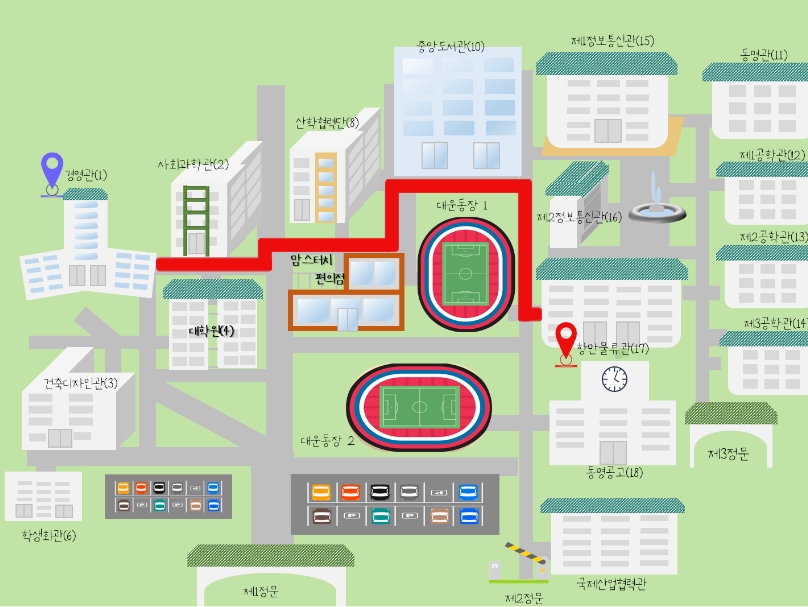 중앙도서관(10)
제1정보통신관(15)
동명관(11)
산학협력단(8)
사회과학관(2)
제1공학관(12)
경영관(1)
대운동장 1
제2정보통신관(16)
제2공학관(13)
맘스터치
편의점
제3공학관(14
대학원(4)
항만물류관(17)
건축디자인관(3)
대운동장 2
제3정문
동명공고(18)
학생회관(6)
국제산업협력관
제1정문
제2정문